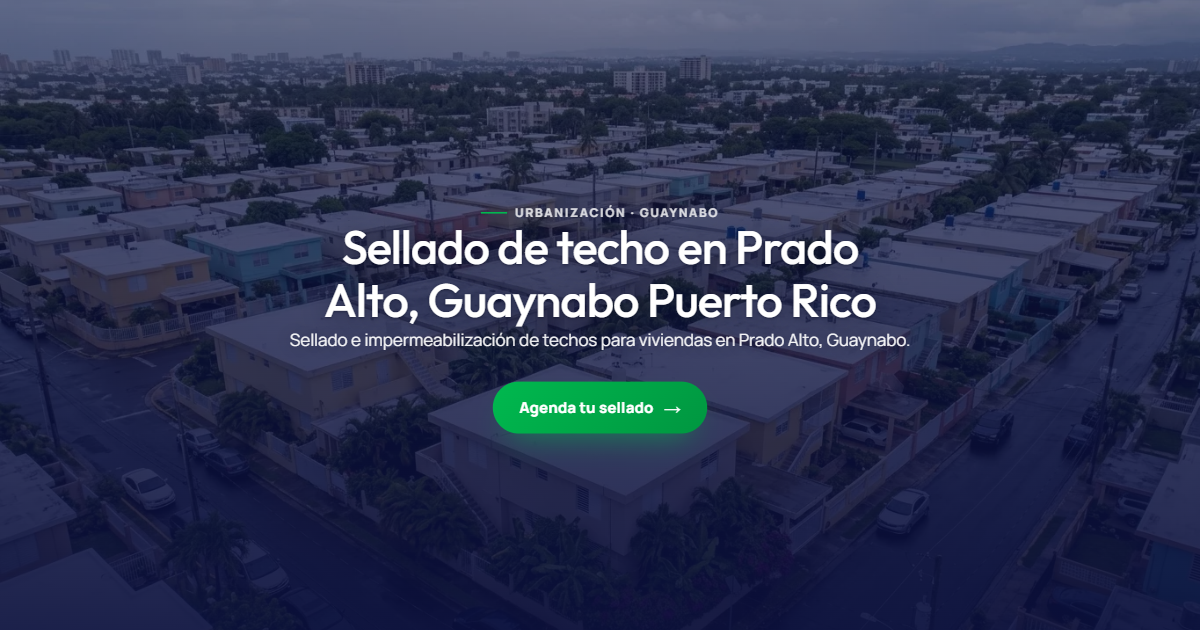 URBANIZACIÓN · GUAYNABO
Sellado de techo en Prado
Alto, Guaynabo Puerto Rico
Sellado e impermeabilización de techos para viviendas en Prado Alto, Guaynabo.
Agenda tu sellado →